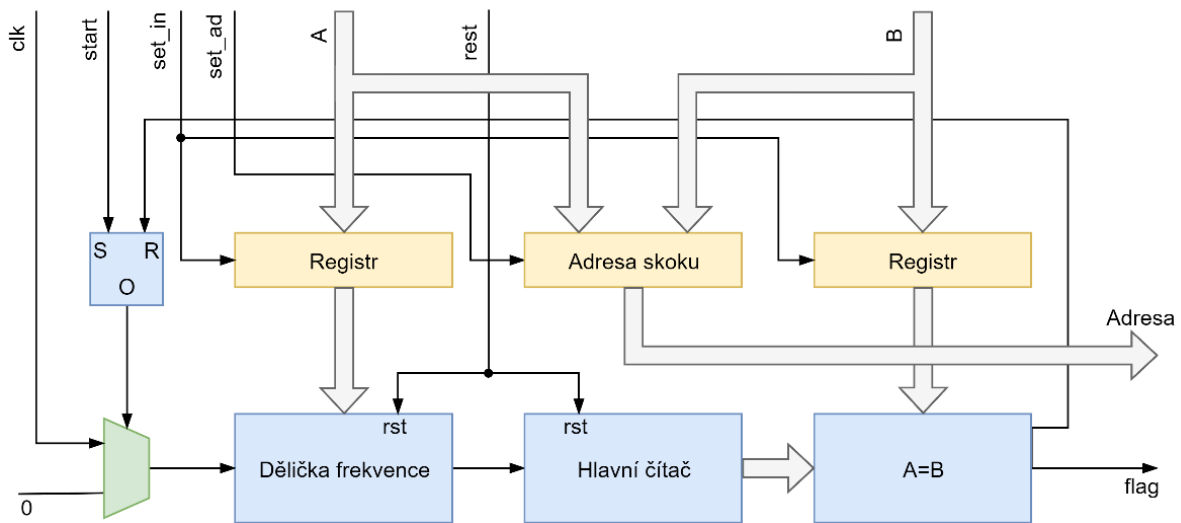 clk
start
set_in
set_ad
A
rest
B
S
R
O
Registr
Adresa skoku
Registr
Adresa
rst
rst
Dělička frekvence
Hlavní čítač
A=B
flag
0